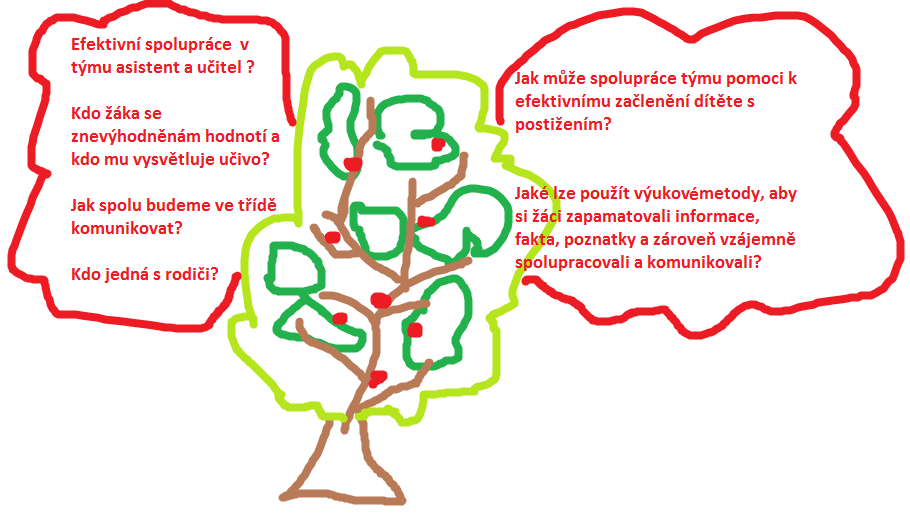 Efektivní spolupráce v
týmu asistent a učitel ?
Kdo žáka se
znevýhodněnám hodnotí a
kdo mu vysvětluje učivo?
Jak spolu budeme ve třídě
komunikovat?
Kdo jedná s rodiči?
Jak může spolupráce týmu pomoci k
efektivnímu začlenění dítěte s
postižením?
Jaké lze použít výukovémetody, aby
si žáci zapamatovali informace,
fakta, poznatky a zároveň vzájemně
spolupracovali a komunikovali?